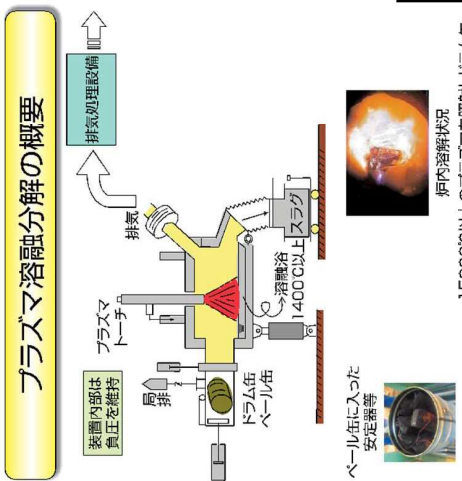 プラズマ溶融分解の概要
装置内部は
負圧を維持
局
排
プラズマ
トーチ
排気
排気処理設備
ドラム缶
ペール缶
溶融浴
1400℃以上
スラグ
ペール缶に入った
安定器等
炉内溶解状況